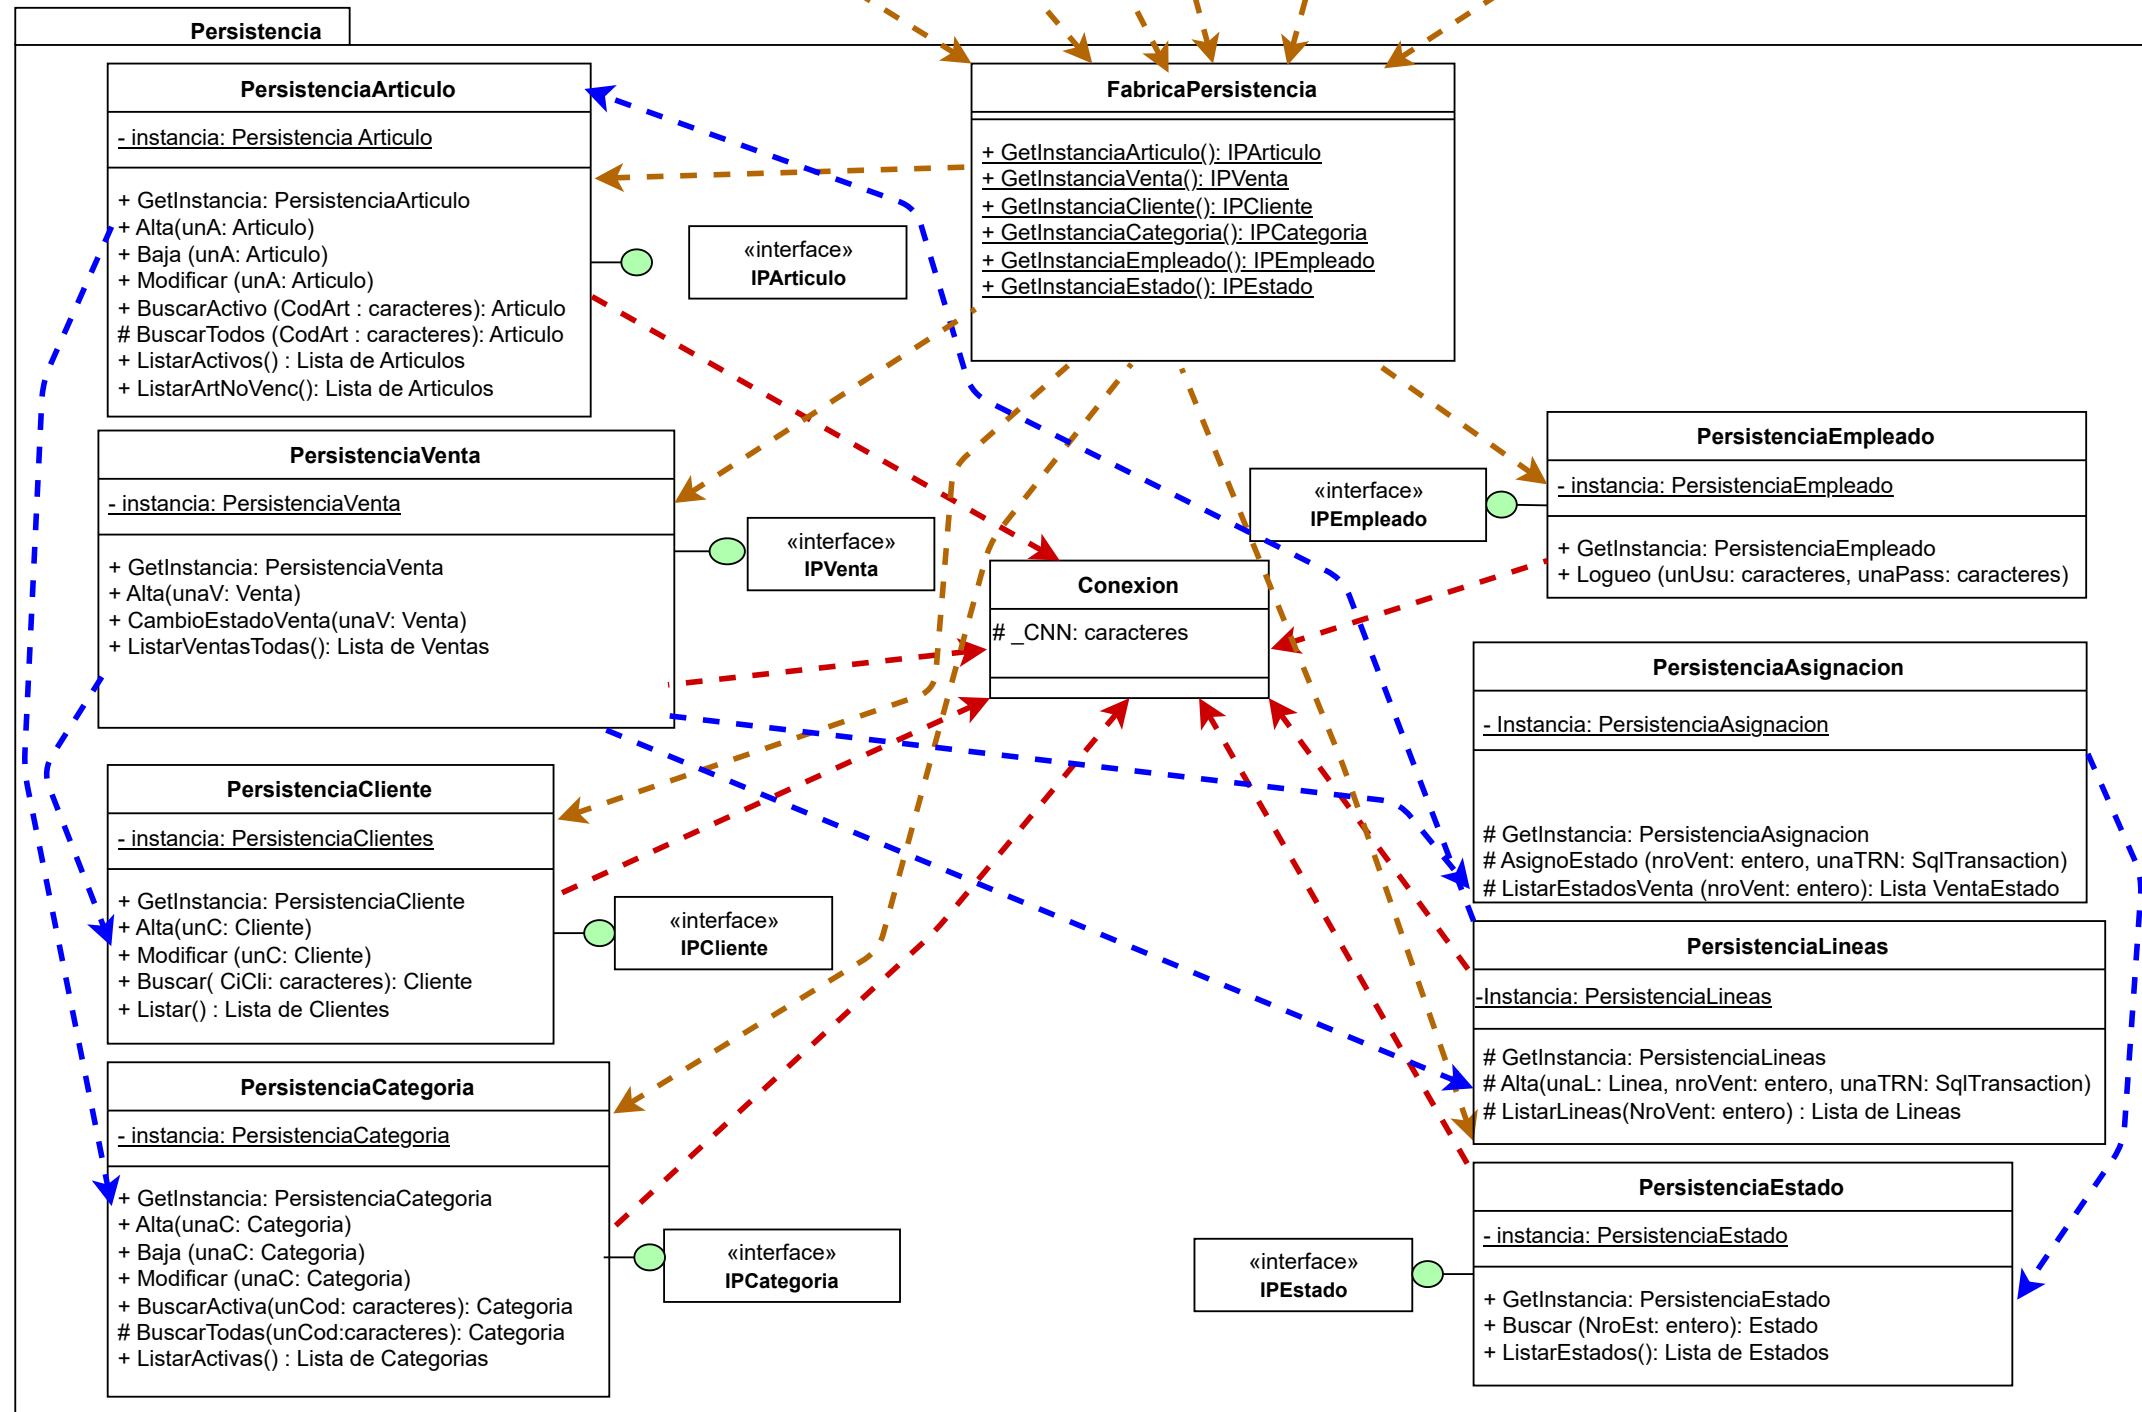 Persistencia
PersistenciaArticulo
- instancia: Persistencia Articulo
+ GetInstancia: PersistenciaArticulo
+ Alta(unA: Articulo)
+ Baja (unA: Articulo)
+ Modificar (unA: Articulo)
+ BuscarActivo (CodArt : caracteres): Articulo
# BuscarTodos (CodArt : caracteres): Articulo
+ ListarActivos() : Lista de Articulos
+ ListarArtNoVenc(): Lista de Articulos
«interface»
IPArticulo
FabricaPersistencia
+ GetInstanciaArticulo(): IPArticulo
+ GetInstanciaVenta(): IPVenta
+ GetInstanciaCliente(): IPCliente
+ GetInstanciaCategoria(): IPCategoria
+ GetInstanciaEmpleado(): IPEmpleado
+ GetInstanciaEstado(): IPEstado
PersistenciaVenta
- instancia: PersistenciaVenta
+ GetInstancia: PersistenciaVenta
+ Alta(unaV: Venta)
+ CambioEstadoVenta(unaV: Venta)
+ ListarVentasTodas(): Lista de Ventas
«interface»
IPVenta
Conexion
# _CNN: caracteres
«interface»
IPEmpleado
PersistenciaEmpleado
- instancia: PersistenciaEmpleado
+ GetInstancia: PersistenciaEmpleado
+ Logueo (unUsu: caracteres, unaPass: caracteres)
PersistenciaAsignacion
- Instancia: PersistenciaAsignacion
# GetInstancia: PersistenciaAsignacion
# AsignoEstado (nroVent: entero, unaTRN: SqlTransaction)
# ListarEstadosVenta (nroVent: entero): Lista VentaEstado
PersistenciaCliente
- instancia: PersistenciaClientes
+ GetInstancia: PersistenciaCliente
+ Alta(unC: Cliente)
+ Modificar (unC: Cliente)
+ Buscar( CiCli: caracteres): Cliente
+ Listar() : Lista de Clientes
«interface»
IPCliente
PersistenciaLineas
-Instancia: PersistenciaLineas
# GetInstancia: PersistenciaLineas
# Alta(unaL: Linea, nroVent: entero, unaTRN: SqlTransaction)
# ListarLineas(NroVent: entero) : Lista de Lineas
PersistenciaCategoria
- instancia: PersistenciaCategoria
+ GetInstancia: PersistenciaCategoria
+ Alta(unaC: Categoria)
+ Baja (unaC: Categoria)
+ Modificar (unaC: Categoria)
+ BuscarActiva(unCod: caracteres): Categoria
# BuscarTodas(unCod:caracteres): Categoria
+ ListarActivas() : Lista de Categorias
«interface»
IPCategoria
«interface»
IPEstado
PersistenciaEstado
- instancia: PersistenciaEstado
+ GetInstancia: PersistenciaEstado
+ Buscar (NroEst: entero): Estado
+ ListarEstados(): Lista de Estados